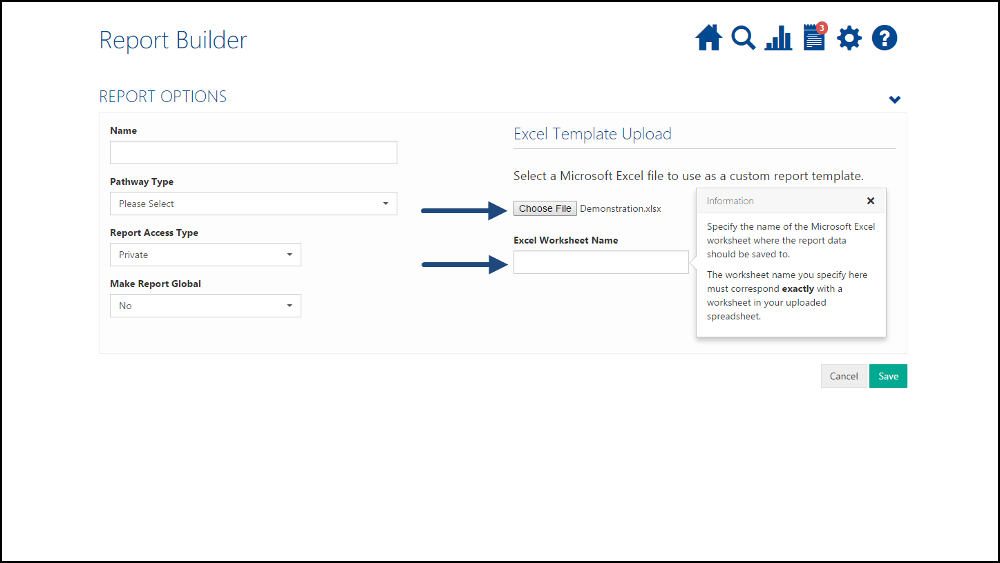 Report Builder
3
?
REPORT OPTIONS
Name
Pathway Type
Please Select
Report Access Type
Private
Make Report Global
No
Excel Template Upload
Select a Microsoft Excel file to use as a custom report template.
Choose File Demonstration.xlsx
Excel Worksheet Name
Information
Specify the name of the Microsoft Excel
worksheet where the report data
should be saved to.
The worksheet name you specify here
must correspond exactly with a
worksheet in your uploaded
spreadsheet.
Cancel
Save